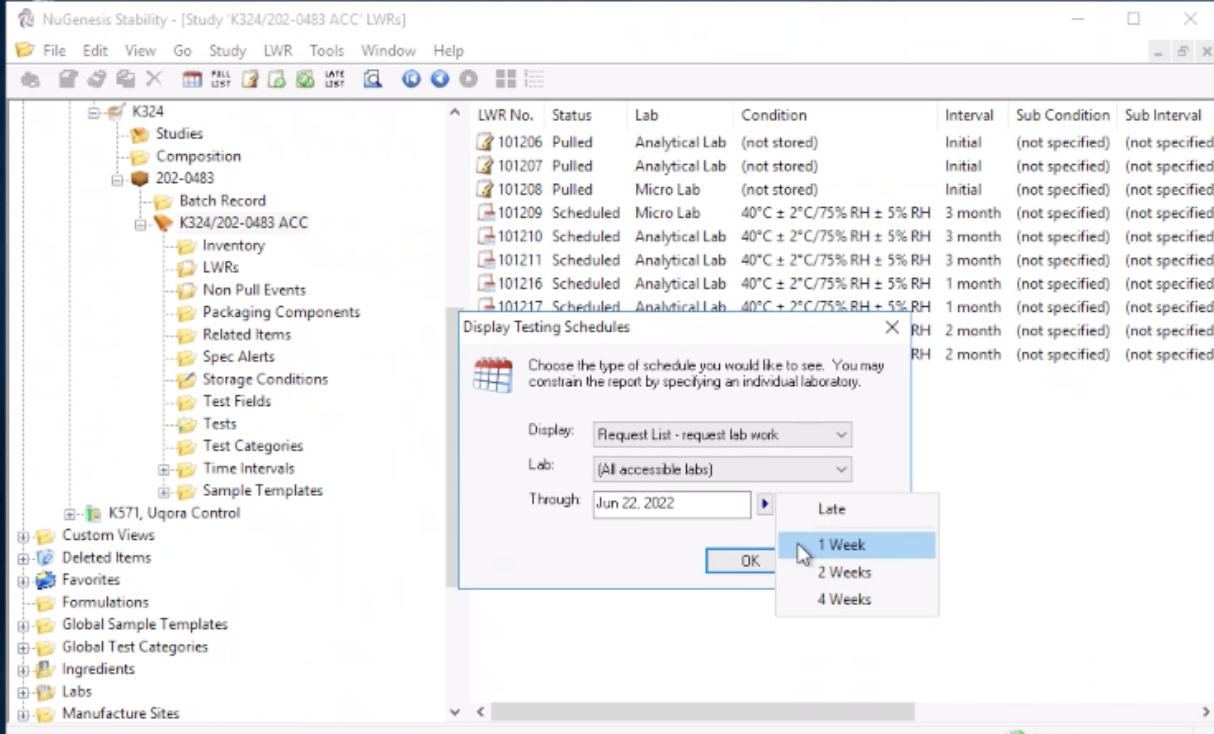 NuGenesis Stability - [Study 'K324/202-0483 ACC' LWRs]
File Edit View Go Study LWR Tools Window Help
PULL LIST LATE LIST
K324
Studies
Composition
202-0483
Batch Record
K324/202-0483 ACC
Inventory
LWRs
Non Pull Events
Packaging Components
Related Items
Spec Alerts
Storage Conditions
Test Fields
Tests
Test Categories
Time Intervals
Sample Templates
K571, Uqora Control
Custom Views
Deleted Items
Favorites
Formulations
Global Sample Templates
Global Test Categories
Ingredients
Labs
Manufacture Sites
LWR No. Status Lab Condition Interval Sub Condition Sub Interval
101206 Pulled Analytical Lab (not stored) Initial (not specified) (not specified
101207 Pulled Analytical Lab (not stored) Initial (not specified) (not specified
101208 Pulled Micro Lab (not stored) Initial (not specified) (not specified
101209 Scheduled Micro Lab 40°C ± 2°C/75% RH ± 5% RH 3 month (not specified) (not specified
101210 Scheduled Analytical Lab 40°C ± 2°C/75% RH ± 5% RH 3 month (not specified) (not specified
101211 Scheduled Analytical Lab 40°C ± 2°C/75% RH ± 5% RH 3 month (not specified) (not specified
101216 Scheduled Analytical Lab 40°C ± 2°C/75% RH ± 5% RH 1 month (not specified) (not specified
101217 Scheduled Analytical Lab 40°C ± 2°C/75% RH ± 5% RH 1 month (not specified) (not specified
RH 2 month (not specified) (not specified
RH 2 month (not specified) (not specified
Display Testing Schedules
Choose the type of schedule you would like to see. You may
constrain the report by specifying an individual laboratory.
Display: Request List - request lab work
Lab: (All accessible labs)
Through: Jun 22, 2022
OK
Late
1 Week
2 Weeks
4 Weeks